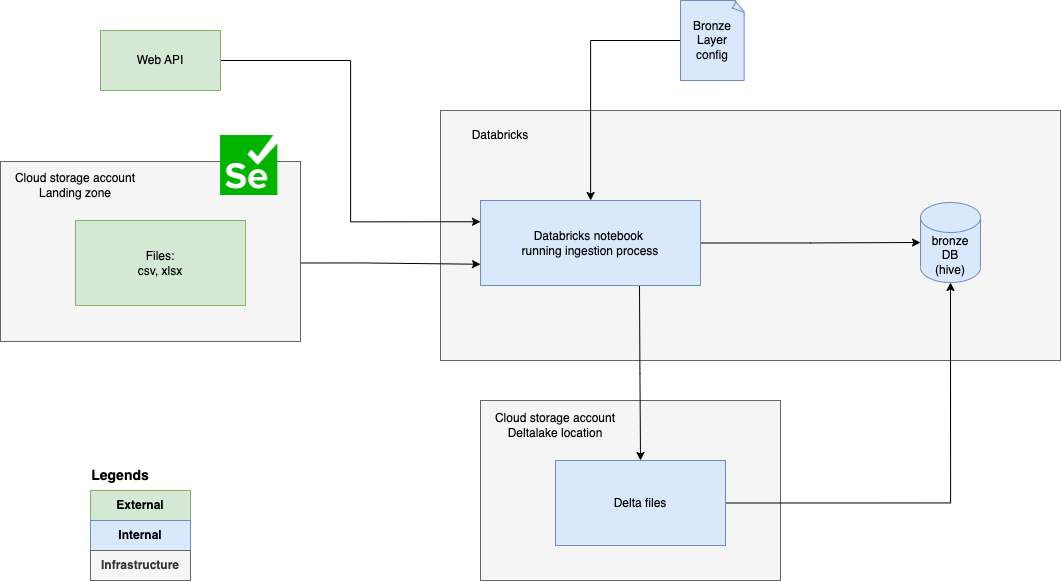 Bronze
Layer
config
Web API
Databricks
Se
Cloud storage account
Landing zone
Files:
csv, xlsx
Databricks notebook
running ingestion process
bronze
DB
(hive)
Cloud storage account
Deltalake location
Delta files
Legends
External
Internal
Infrastructure